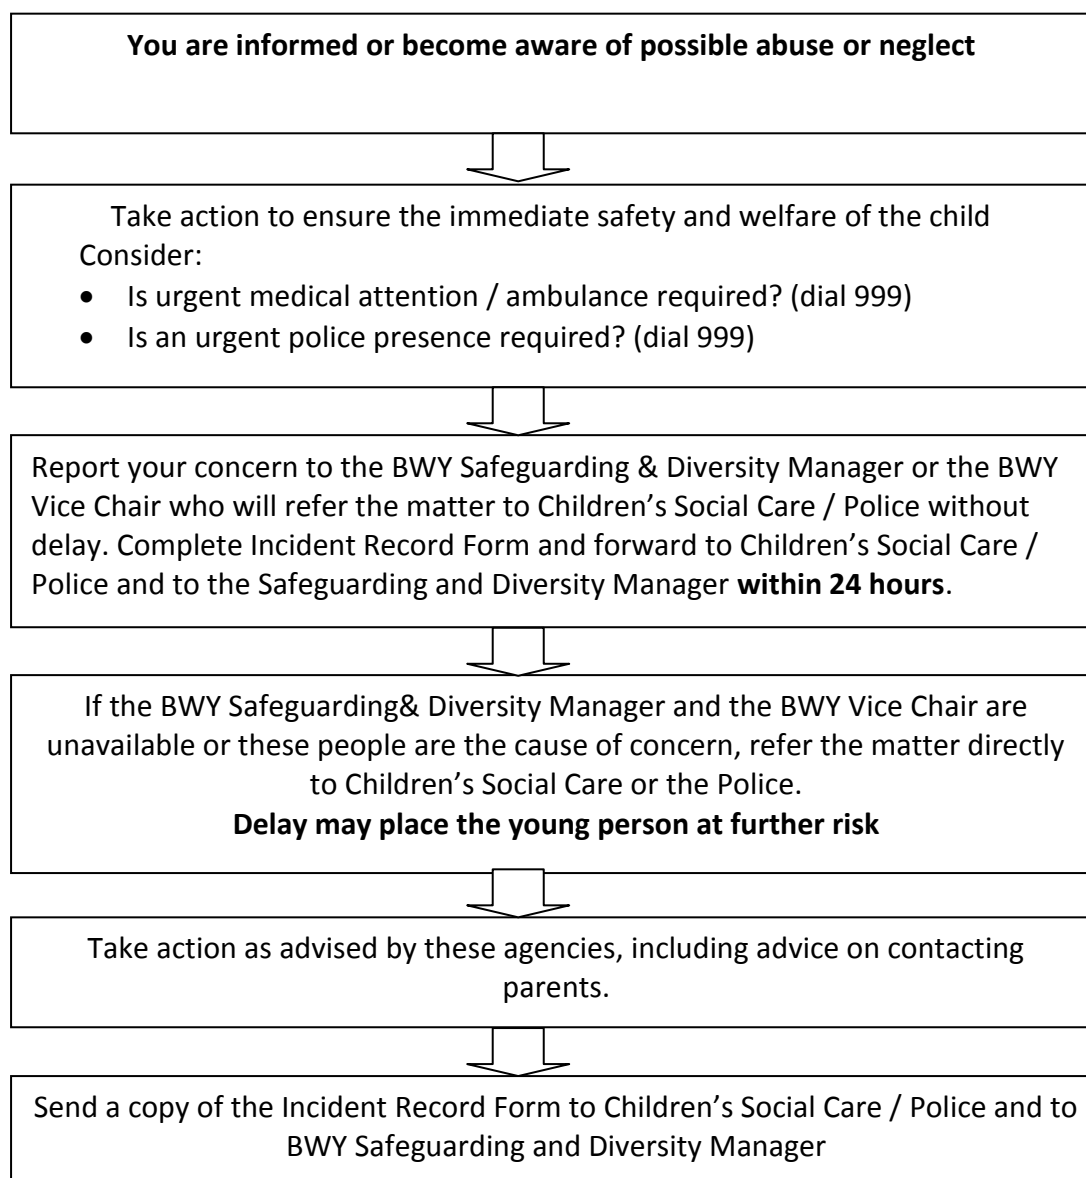 You are informed or become aware of possible abuse or neglect
Take action to ensure the immediate safety and welfare of the child
Consider:
• Is urgent medical attention / ambulance required? (dial 999)
• Is an urgent police presence required? (dial 999)
Report your concern to the BWY Safeguarding & Diversity Manager or the BWY
Vice Chair who will refer the matter to Children’s Social Care / Police without
delay. Complete Incident Record Form and forward to Children’s Social Care /
Police and to the Safeguarding and Diversity Manager within 24 hours.
If the BWY Safeguarding& Diversity Manager and the BWY Vice Chair are
unavailable or these people are the cause of concern, refer the matter directly
to Children’s Social Care or the Police.
Delay may place the young person at further risk
Take action as advised by these agencies, including advice on contacting
parents.
Send a copy of the Incident Record Form to Children’s Social Care / Police and to
BWY Safeguarding and Diversity Manager